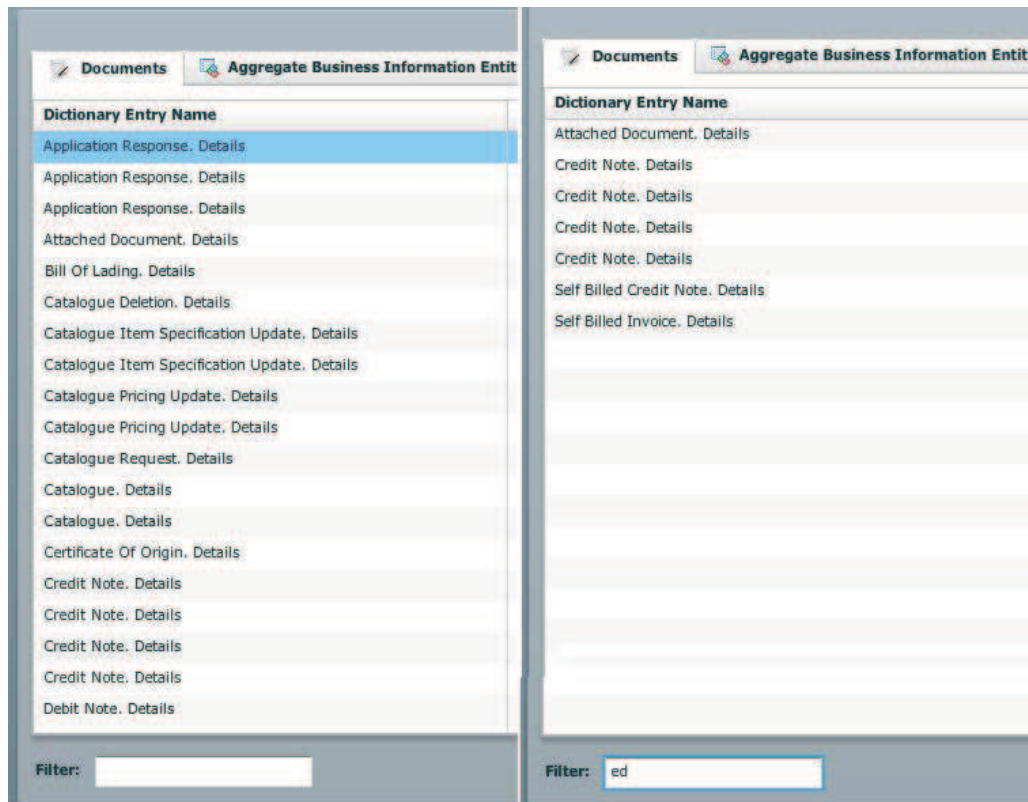 Documents
Aggregate Business Information Entit
Dictionary Entry Name
Application Response. Details
Application Response. Details
Application Response. Details
Attached Document. Details
Bill Of Lading. Details
Catalogue Deletion. Details
Catalogue Item Specification Update. Details
Catalogue Item Specification Update. Details
Catalogue Pricing Update. Details
Catalogue Pricing Update. Details
Catalogue Request. Details
Catalogue. Details
Catalogue. Details
Certificate Of Origin. Details
Credit Note. Details
Credit Note. Details
Credit Note. Details
Credit Note. Details
Debit Note. Details
Filter:
Documents
Aggregate Business Information Entit
Dictionary Entry Name
Attached Document. Details
Credit Note. Details
Credit Note. Details
Credit Note. Details
Credit Note. Details
Self Billed Credit Note. Details
Self Billed Invoice. Details
Filter: ed